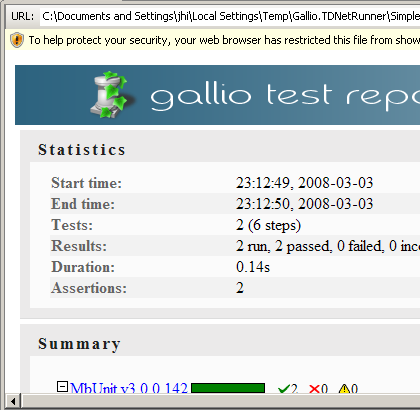 URL: C:\Documents and Settings\jhi\Local Settings\Temp\Gallio.TDNetRunner\Simple
To help protect your security, your web browser has restricted this file from show
gallio test repo
Statistics
Start time: 23:12:49, 2008-03-03
End time: 23:12:50, 2008-03-03
Tests: 2 (6 steps)
Results: 2 run, 2 passed, 0 failed, 0 inc
Duration: 0.14s
Assertions: 2
Summary
MbUnit v3.0.0.142 2 0 0